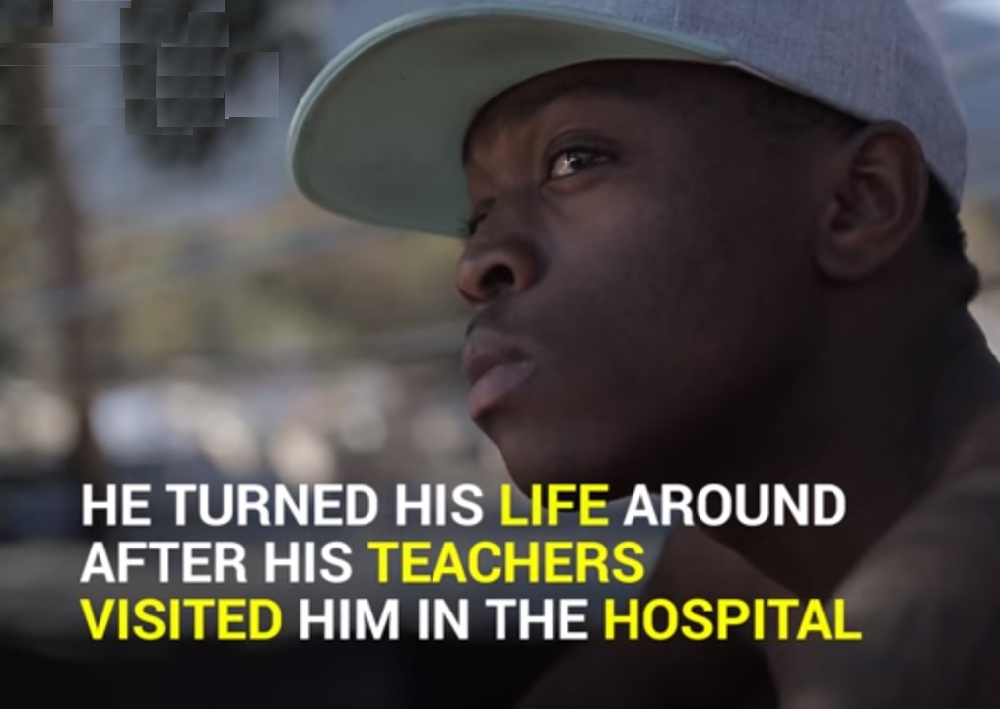 HE TURNED HIS LIFE AROUND
AFTER HIS TEACHERS
VISITED HIM IN THE HOSPITAL